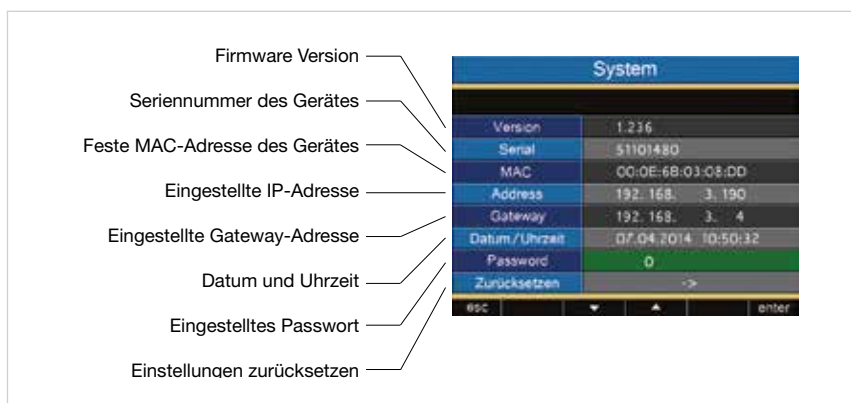 Firmware Version
Seriennummer des Gerätes
Feste MAC-Adresse des Gerätes
Eingestellte IP-Adresse
Eingestellte Gateway-Adresse
Datum und Uhrzeit
Eingestelltes Passwort
Einstellungen zurücksetzen
System
Version 1.236
Serial 51101480
MAC 00:0E:6B:03:08:DD
Address 192. 168. 3. 190
Gateway 192. 168. 3. 4
Datum/Uhrzeit 07.04.2014 10:50:32
Password 0
Zurücksetzen ->
esc enter